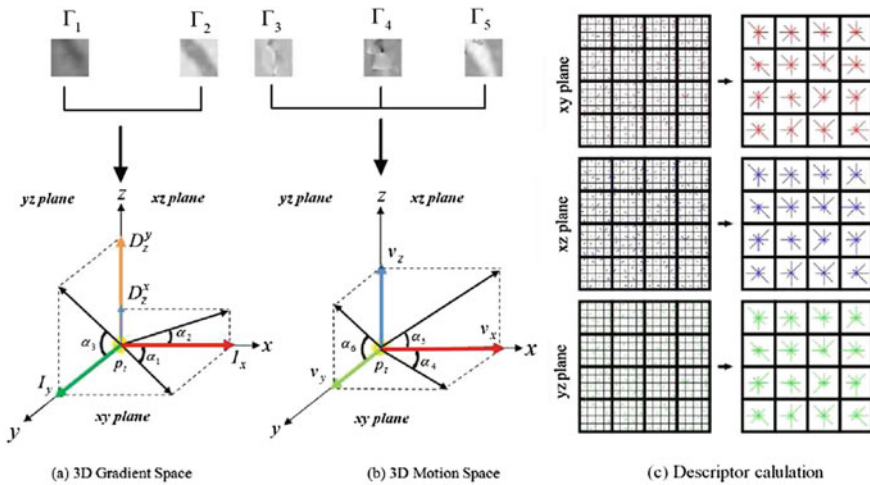 Γ1 Γ2 Γ3 Γ4 Γ5
yz plane z xz plane
D_z^y
D_z^x
α3 α2
α1
p_t
I_x x
I_y
xy plane
y
(a) 3D Gradient Space
yz plane z xz plane
v_z
α6 α5
α4
p_t
v_x x
v_y
xy plane
y
(b) 3D Motion Space
xy plane
xz plane
yz plane
(c) Descriptor calulation